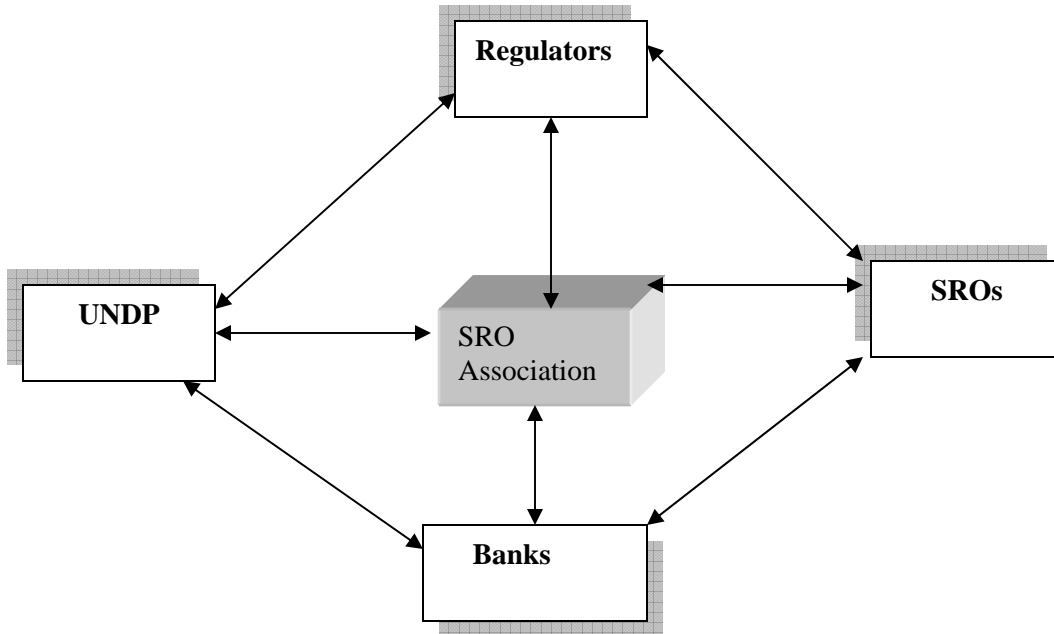 Regulators
UNDP
SRO
Association
SROs
Banks